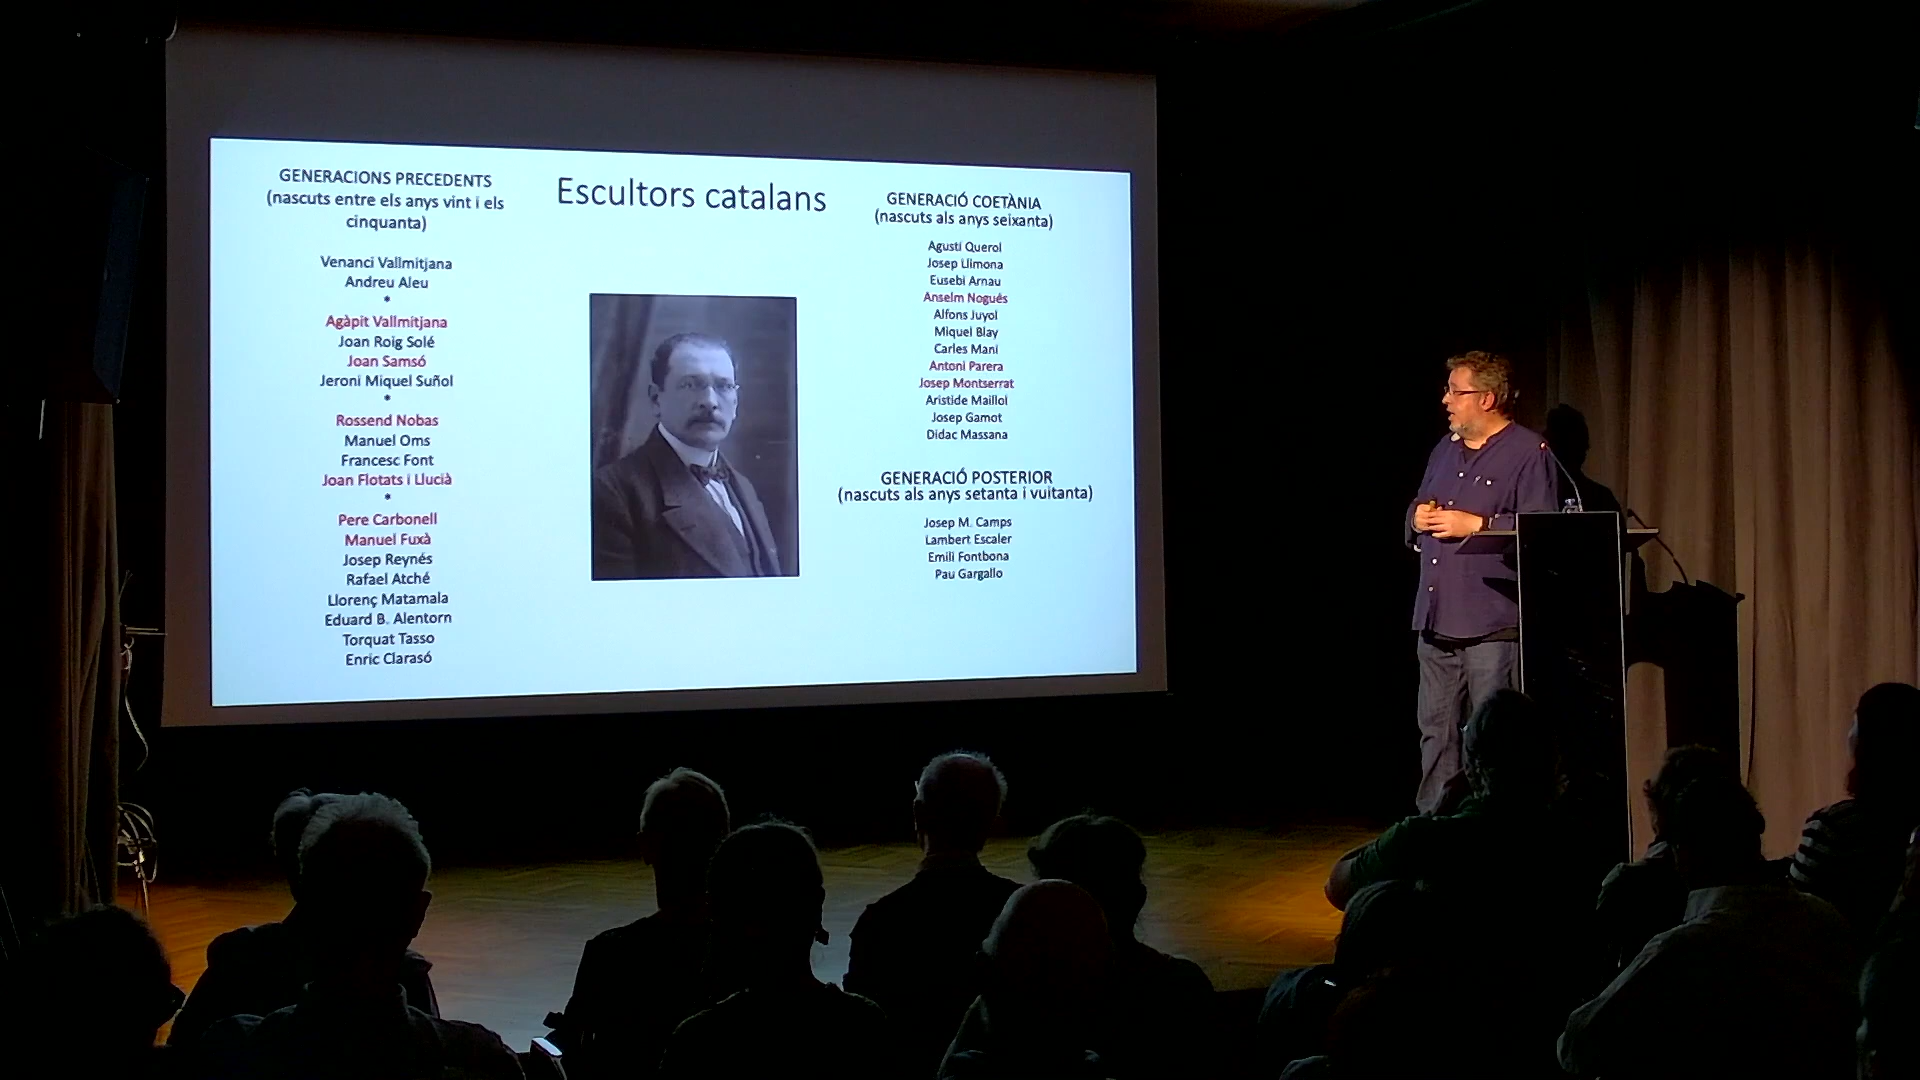 GENERACIONS PRECEDENTS
(nascuts entre els anys vint i els
cinquanta)
Venanci Vallmitjana
Andreu Aleu
*
Agàpit Vallmitjana
Joan Roig Solé
Joan Samsó
Jeroni Miquel Suñol
*
Rossend Nobas
Manuel Oms
Francesc Font
Joan Flotats i Llucià
*
Pere Carbonell
Manuel Fuxà
Josep Reynés
Rafael Atché
Llorenç Matamala
Eduard B. Alentorn
Torquat Tasso
Enric Clarasó
Escultors catalans
GENERACIÓ COETÀNIA
(nascuts als anys seixanta)
Agustí Querol
Josep Llimona
Eusebi Arnau
Anselm Nogués
Alfons Juyol
Miquel Blay
Carles Mani
Antoni Parera
Josep Montserrat
Aristide Maillol
Josep Gamot
Dídac Massana
GENERACIÓ POSTERIOR
(nascuts als anys setanta i vuitanta)
Josep M. Camps
Lambert Escaler
Emili Fontbona
Pau Gargallo